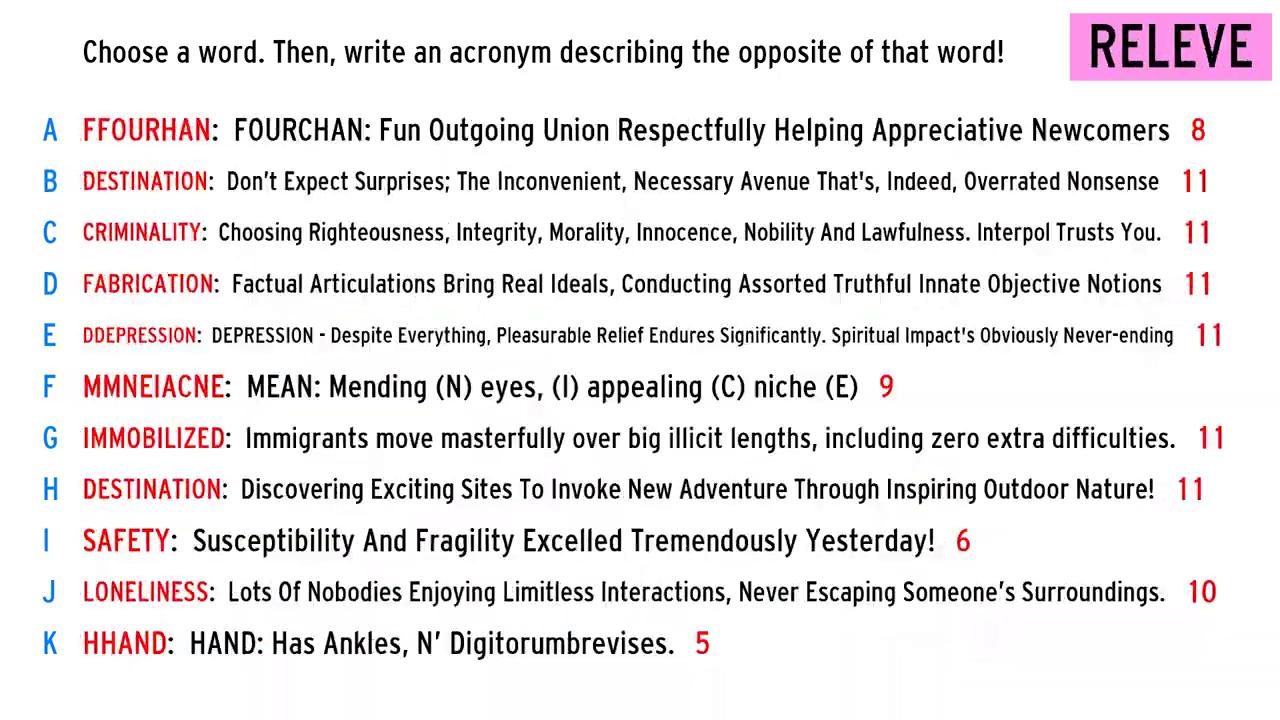 Choose a word. Then, write an acronym describing the opposite of that word!
RELEVE
A FFOURHAN: FOURCHAN: Fun Outgoing Union Respectfully Helping Appreciative Newcomers 8
B DESTINATION: Don't Expect Surprises; The Inconvenient, Necessary Avenue That's, Indeed, Overrated Nonsense 11
C CRIMINALITY: Choosing Righteousness, Integrity, Morality, Innocence, Nobility And Lawfulness. Interpol Trusts You. 11
D FABRICATION: Factual Articulations Bring Real Ideals, Conducting Assorted Truthful Innate Objective Notions 11
E DDEPRESSION: DEPRESSION - Despite Everything, Pleasurable Relief Endures Significantly. Spiritual Impact's Obviously Never-ending 11
F MMNEIACNE: MEAN: Mending (N) eyes, (I) appealing (C) niche (E) 9
G IMMOBILIZED: Immigrants move masterfully over big illicit lengths, including zero extra difficulties. 11
H DESTINATION: Discovering Exciting Sites To Invoke New Adventure Through Inspiring Outdoor Nature! 11
I SAFETY: Susceptibility And Fragility Excelled Tremendously Yesterday! 6
J LONELINESS: Lots Of Nobodies Enjoying Limitless Interactions, Never Escaping Someone's Surroundings. 10
K HHAND: HAND: Has Ankles, N' Digitorumbrevises. 5